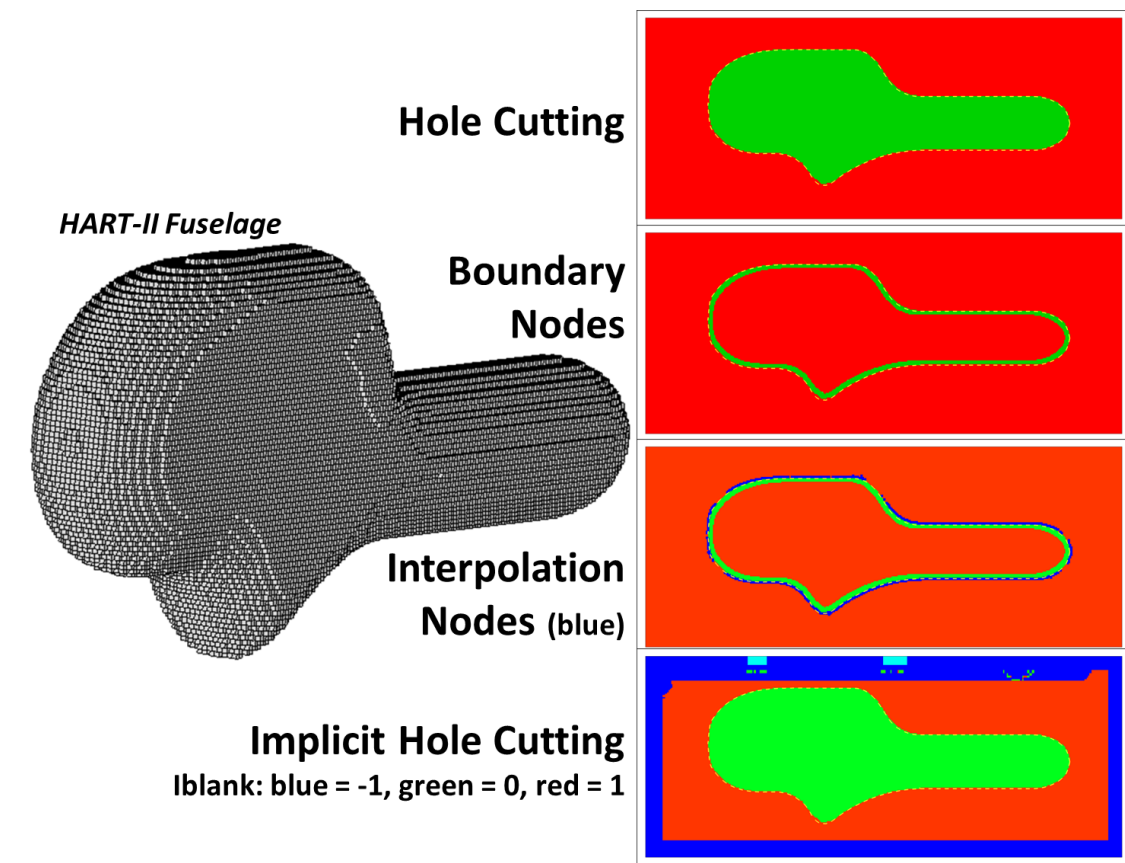 Hole Cutting
HART-II Fuselage
Boundary
Nodes
Interpolation
Nodes (blue)
Implicit Hole Cutting
Iblank: blue = -1, green = 0, red = 1